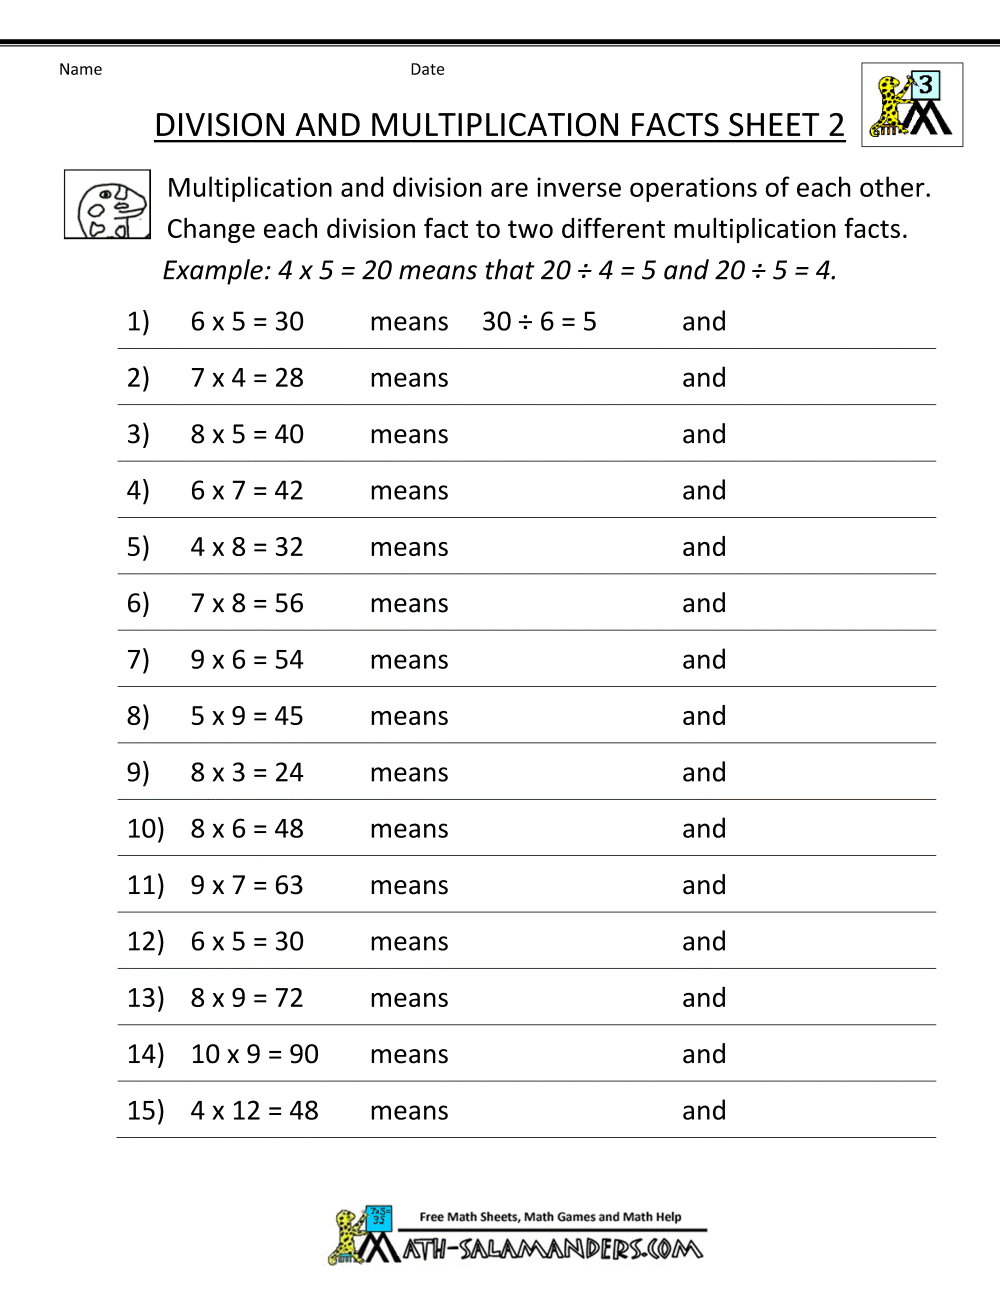 Name Date
3
DIVISION AND MULTIPLICATION FACTS SHEET 2
Multiplication and division are inverse operations of each other.
Change each division fact to two different multiplication facts.
Example: 4 x 5 = 20 means that 20 ÷ 4 = 5 and 20 ÷ 5 = 4.
1) 6 x 5 = 30 means 30 ÷ 6 = 5 and
2) 7 x 4 = 28 means and
3) 8 x 5 = 40 means and
4) 6 x 7 = 42 means and
5) 4 x 8 = 32 means and
6) 7 x 8 = 56 means and
7) 9 x 6 = 54 means and
8) 5 x 9 = 45 means and
9) 8 x 3 = 24 means and
10) 8 x 6 = 48 means and
11) 9 x 7 = 63 means and
12) 6 x 5 = 30 means and
13) 8 x 9 = 72 means and
14) 10 x 9 = 90 means and
15) 4 x 12 = 48 means and
7x5=
35
Free Math Sheets, Math Games and Math Help
MATH-SALAMANDERS.COM